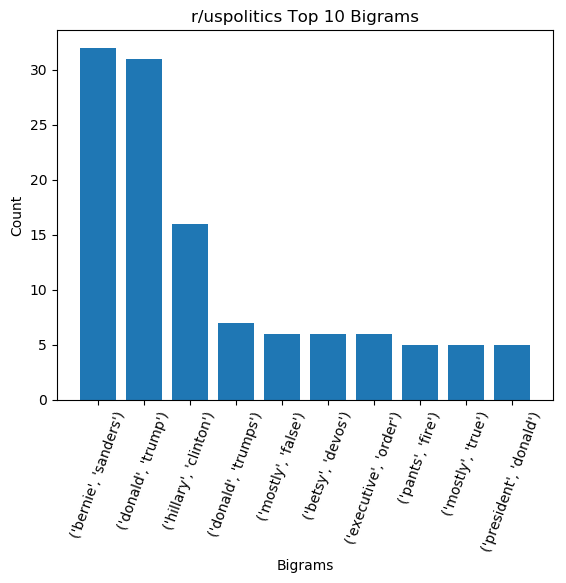 r/uspolitics Top 10 Bigrams
Count
30
25
20
15
10
5
0
('bernie', 'sanders')
('donald', 'trump')
('hillary', 'clinton')
('donald', 'trumps')
('mostly', 'false')
('betsy', 'devos')
('executive', 'order')
('pants', 'fire')
('mostly', 'true')
('president', 'donald')
Bigrams